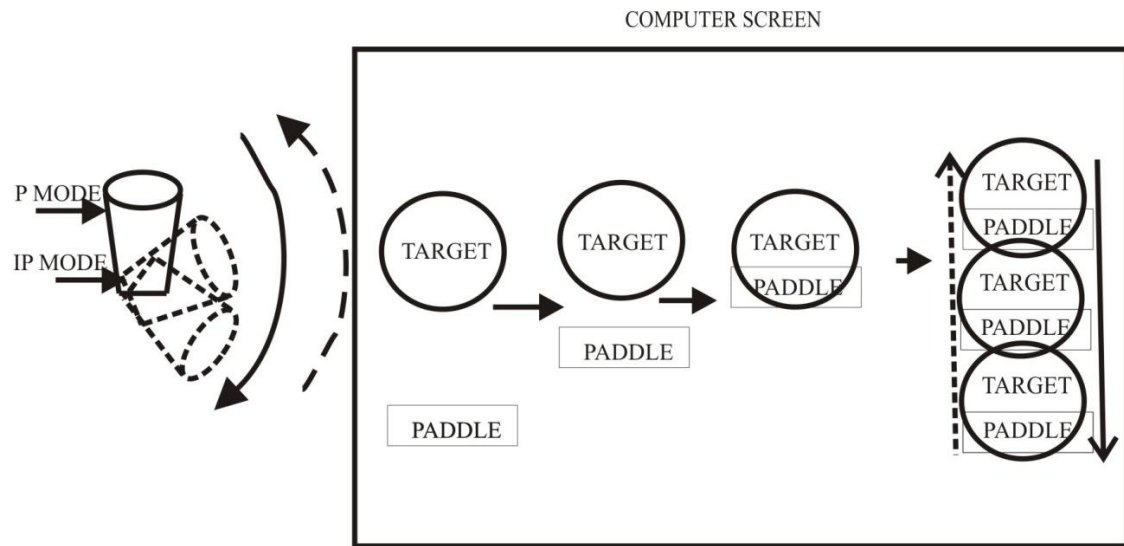 COMPUTER SCREEN
P MODE
IP MODE
TARGET
PADDLE
TARGET
PADDLE
TARGET
PADDLE
TARGET
PADDLE
TARGET
PADDLE
TARGET
PADDLE